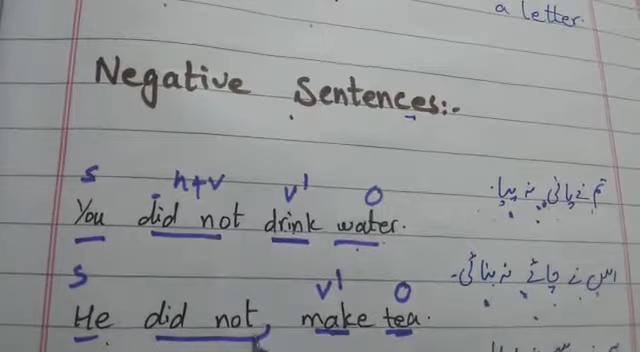 a letter.
Negative Sentences:-
S h+v v1 O
You did not drink water. تم نے پانی نہ پیا۔
S v1 O
He did not, make tea. اس نے چائے نہ بنائی۔